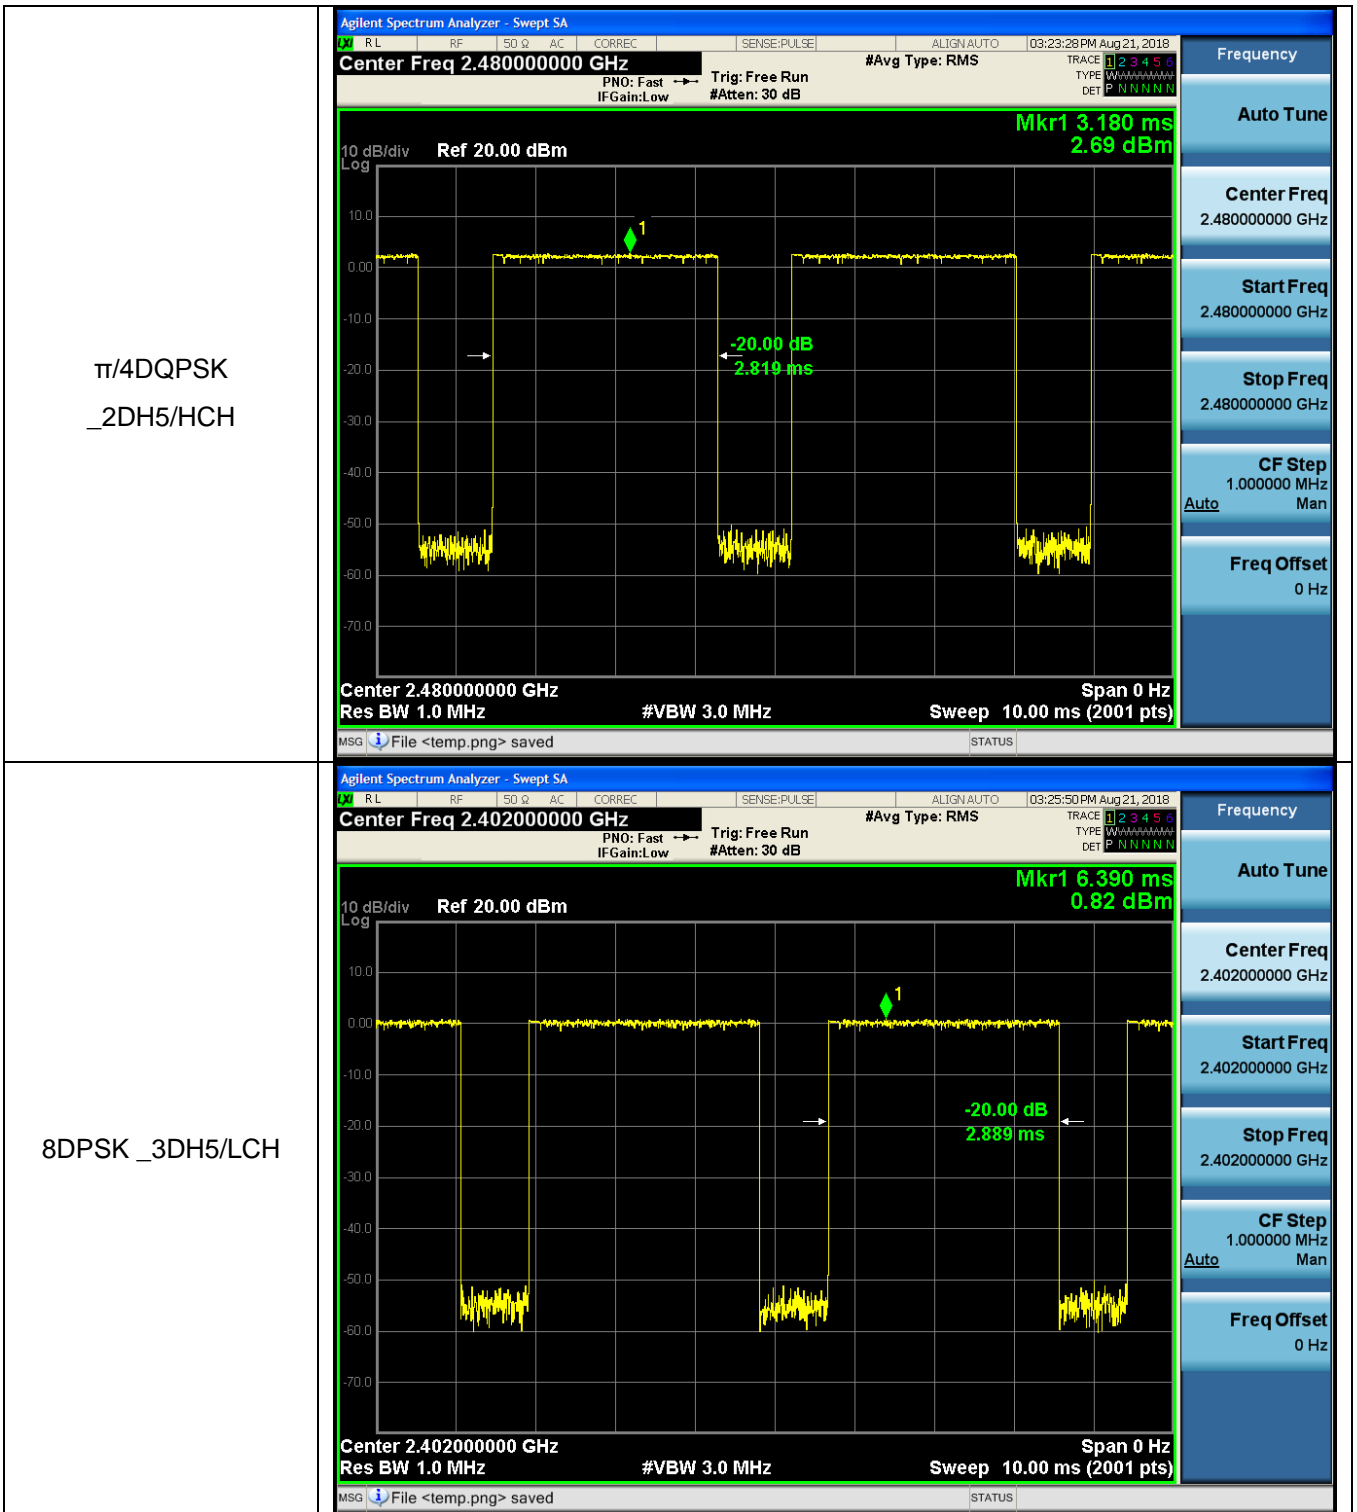 π/4DQPSK
_2DH5/HCH
Agilent Spectrum Analyzer - Swept SA
LXI RL RF 50 Ω AC CORREC SENSE:PULSE ALIGNAUTO 03:23:28PM Aug21, 2018
Center Freq 2.480000000 GHz #Avg Type: RMS TRACE 1 2 3 4 5 6
PNO: Fast Trig: Free Run TYPE
IFGain:Low #Atten: 30 dB DET P N N N N N
Mkr1 3.180 ms
2.69 dBm
10 dB/div Ref 20.00 dBm
Log
10.0
1
0.00
-10.0
-20.00 dB
-20.0
2.819 ms
-30.0
-40.0
-50.0
-60.0
-70.0
Center 2.480000000 GHz Span 0 Hz
Res BW 1.0 MHz #VBW 3.0 MHz Sweep 10.00 ms (2001 pts)
MSG File <temp.png> saved STATUS
Frequency
Auto Tune
Center Freq
2.480000000 GHz
Start Freq
2.480000000 GHz
Stop Freq
2.480000000 GHz
CF Step
1.000000 MHz
Auto Man
Freq Offset
0 Hz
8DPSK _3DH5/LCH
Agilent Spectrum Analyzer - Swept SA
LXI RL RF 50 Ω AC CORREC SENSE:PULSE ALIGNAUTO 03:25:50PM Aug21, 2018
Center Freq 2.402000000 GHz #Avg Type: RMS TRACE 1 2 3 4 5 6
PNO: Fast Trig: Free Run TYPE
IFGain:Low #Atten: 30 dB DET P N N N N N
Mkr1 6.390 ms
0.82 dBm
10 dB/div Ref 20.00 dBm
Log
10.0
1
0.00
-10.0
-20.00 dB
-20.0
2.889 ms
-30.0
-40.0
-50.0
-60.0
-70.0
Center 2.402000000 GHz Span 0 Hz
Res BW 1.0 MHz #VBW 3.0 MHz Sweep 10.00 ms (2001 pts)
MSG File <temp.png> saved STATUS
Frequency
Auto Tune
Center Freq
2.402000000 GHz
Start Freq
2.402000000 GHz
Stop Freq
2.402000000 GHz
CF Step
1.000000 MHz
Auto Man
Freq Offset
0 Hz